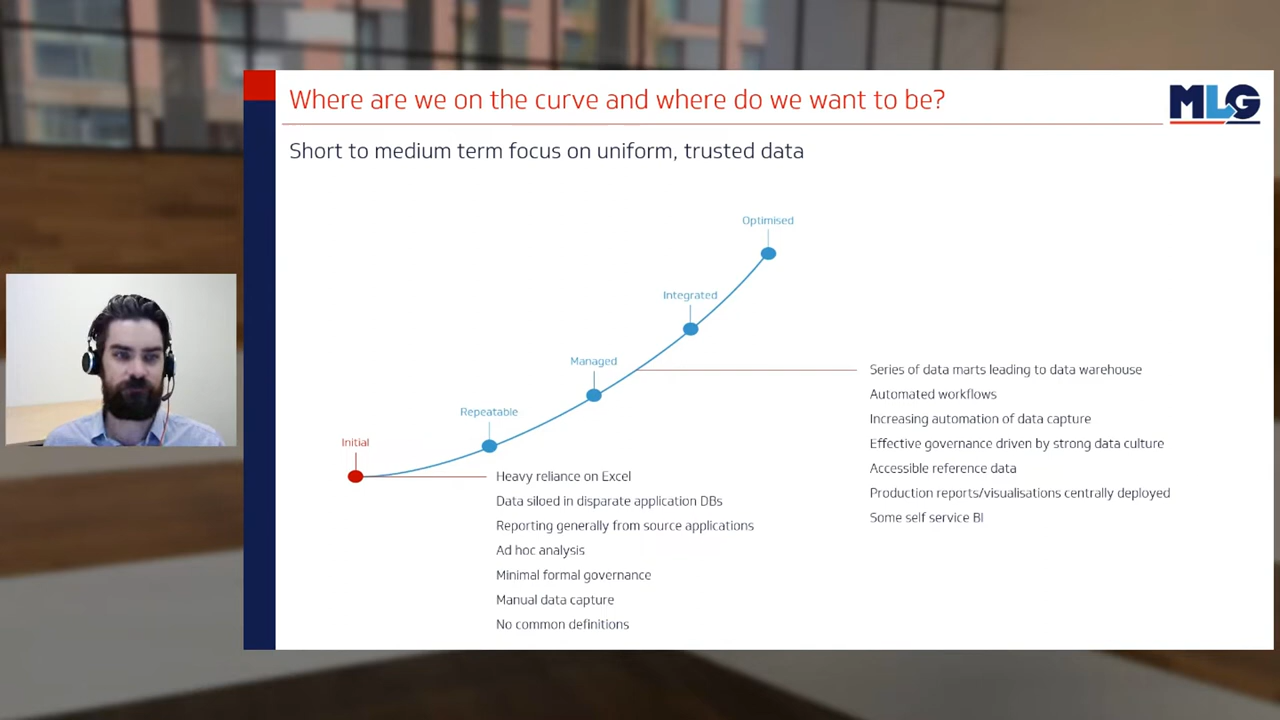 Where are we on the curve and where do we want to be?
MLG
Short to medium term focus on uniform, trusted data
Optimised
Integrated
Managed
Repeatable
Initial
Heavy reliance on Excel
Data siloed in disparate application DBs
Reporting generally from source applications
Ad hoc analysis
Minimal formal governance
Manual data capture
No common definitions
Series of data marts leading to data warehouse
Automated workflows
Increasing automation of data capture
Effective governance driven by strong data culture
Accessible reference data
Production reports/visualisations centrally deployed
Some self service BI